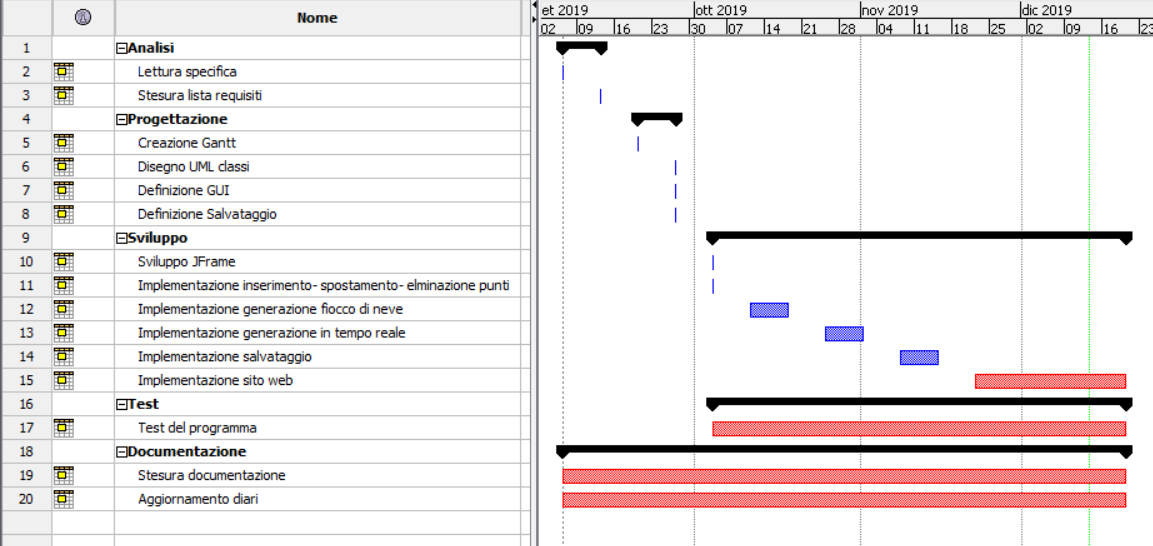 Nome
et 2019 ott 2019 nov 2019 dic 2019
02 09 16 23 30 07 14 21 28 04 11 18 25 02 09 16 23
1 Analisi
2 Lettura specifica
3 Stesura lista requisiti
4 Progettazione
5 Creazione Gantt
6 Disegno UML classi
7 Definizione GUI
8 Definizione Salvataggio
9 Sviluppo
10 Sviluppo JFrame
11 Implementazione inserimento- spostamento- elminazione punti
12 Implementazione generazione fiocco di neve
13 Implementazione generazione in tempo reale
14 Implementazione salvataggio
15 Implementazione sito web
16 Test
17 Test del programma
18 Documentazione
19 Stesura documentazione
20 Aggiornamento diari